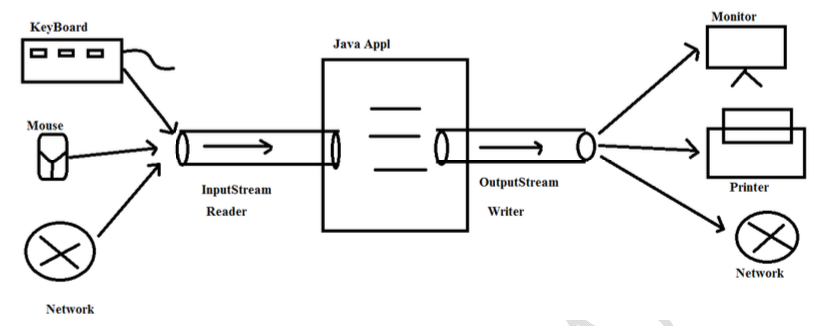 KeyBoard
Mouse
Network
InputStream
Reader
Java Appl
OutputStream
Writer
Monitor
Printer
Network